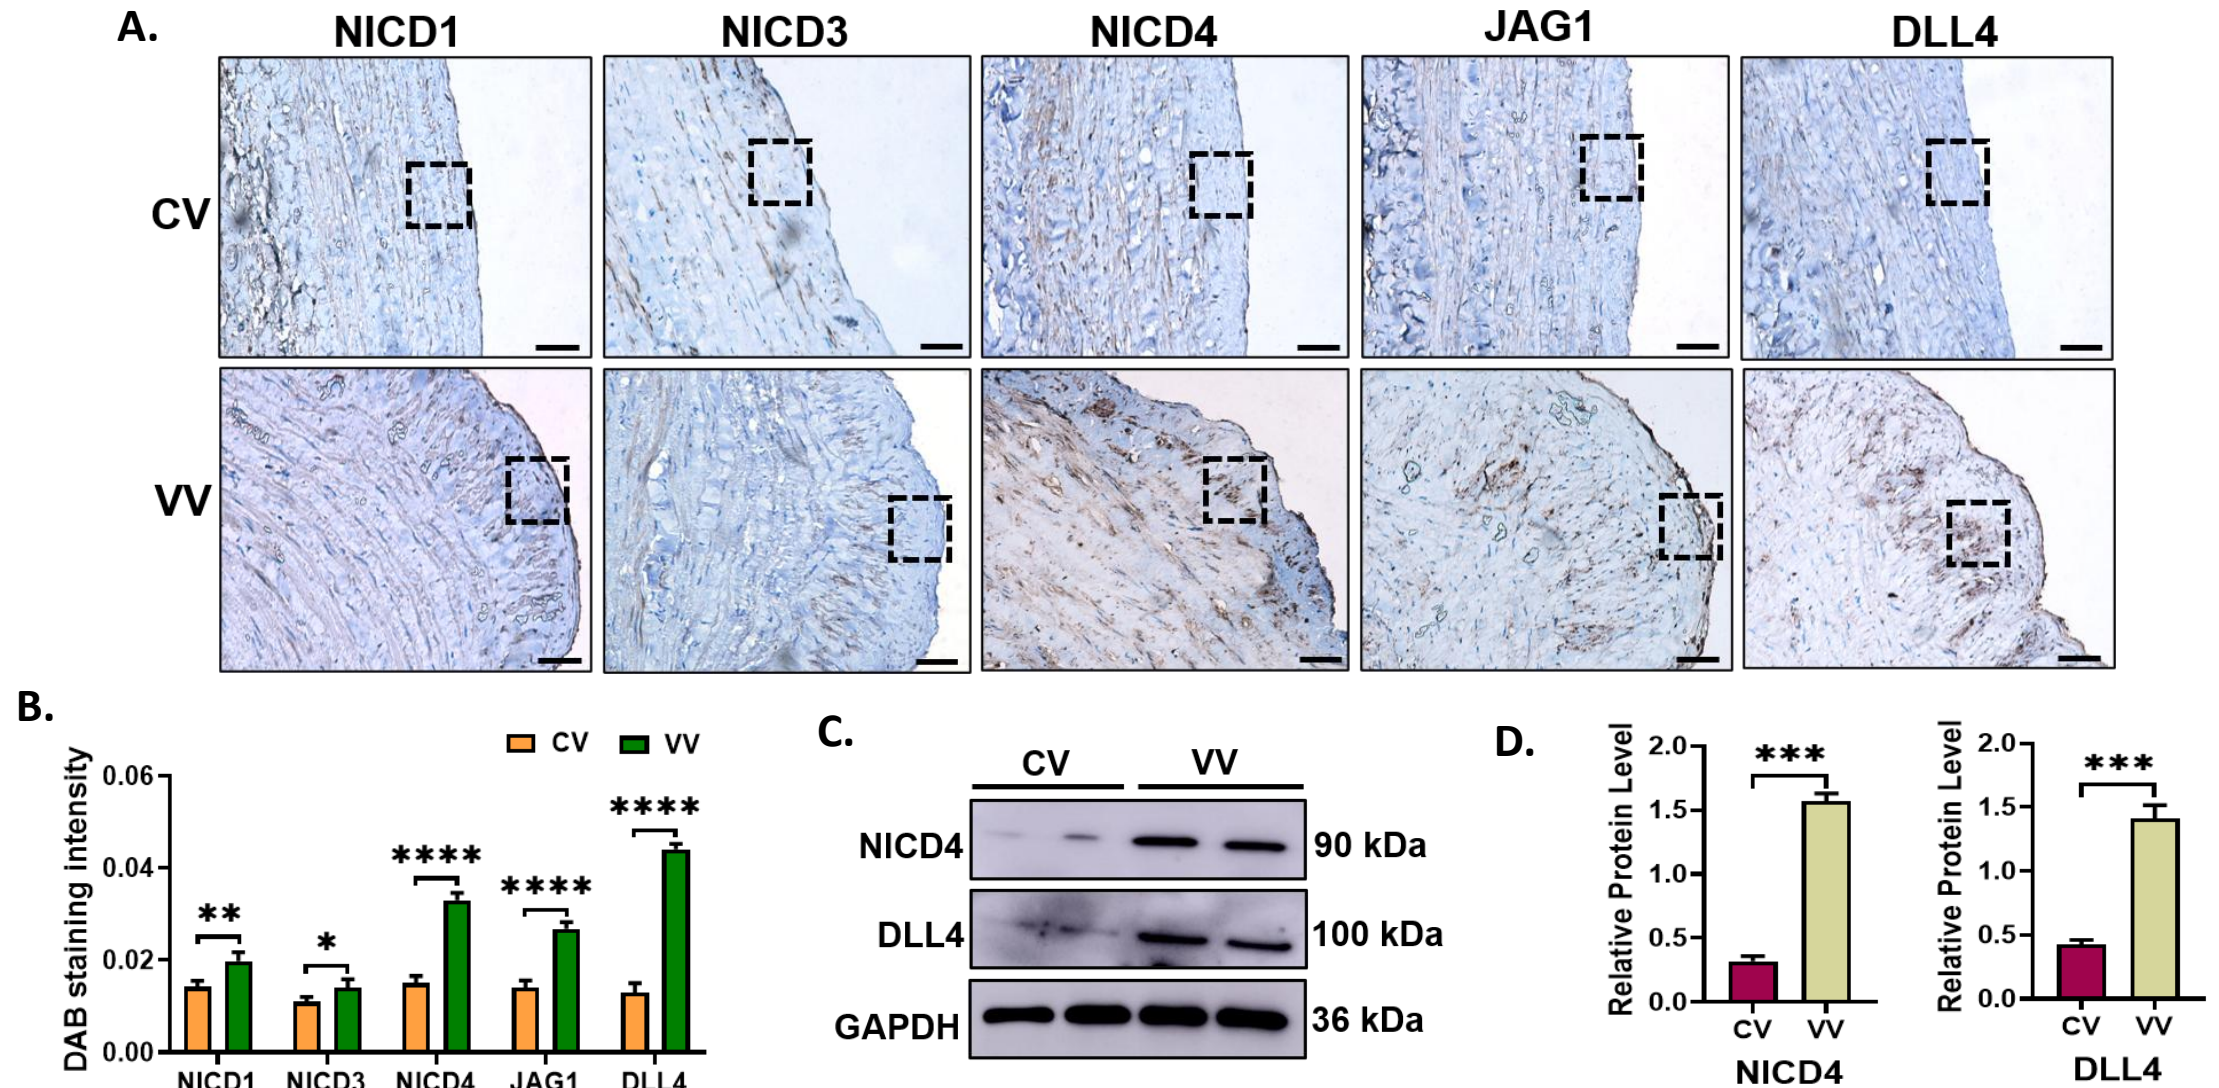 A.
NICD1 NICD3 NICD4 JAG1 DLL4
CV
VV
B.
CV VV
DAB staining intensity
0.06
0.04
0.02
0.00
** * **** **** ****
NICD1 NICD3 NICD4 JAG1 DLL4
C.
CV VV
NICD4 90 kDa
DLL4 100 kDa
GAPDH 36 kDa
D.
Relative Protein Level
2.0
1.5
1.0
0.5
0.0
***
CV VV
NICD4
Relative Protein Level
2.0
1.5
1.0
0.5
0.0
***
CV VV
DLL4